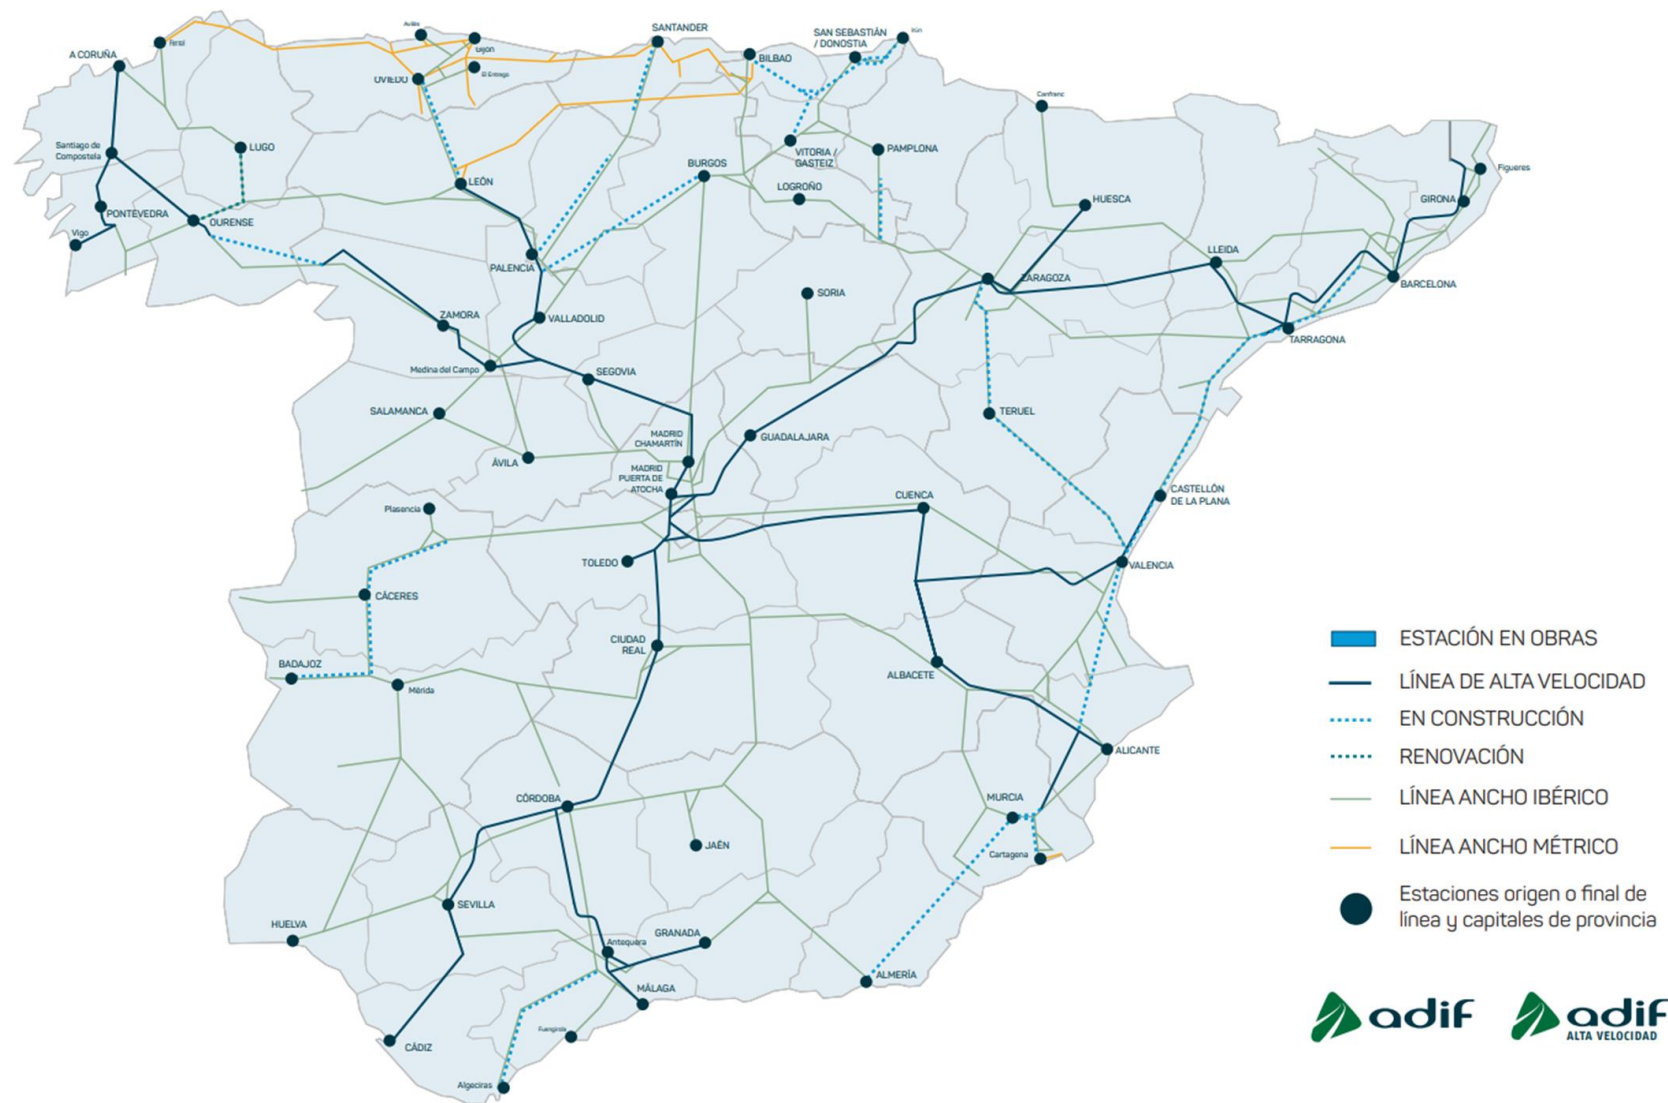 SANTANDER
SAN SEBASTIÁN
/ DONOSTIA
Irún
Avilés
Gijón
Ferrol
A CORUÑA
BILBAO
OVIEDO
El Entrego
Canfranc
Santiago de
Compostela
LUGO
VITORIA /
GASTEIZ
PAMPLONA
BURGOS
LEÓN
LOGROÑO
HUESCA
Figueres
GIRONA
PONTEVEDRA
OURENSE
Vigo
PALENCIA
LLEIDA
ZARAGOZA
BARCELONA
SORIA
ZAMORA
VALLADOLID
TARRAGONA
Medina del Campo
SEGOVIA
SALAMANCA
TERUEL
MADRID
CHAMARTÍN
GUADALAJARA
ÁVILA
MADRID
PUERTA DE
ATOCHA
CUENCA
CASTELLÓN
DE LA PLANA
Plasencia
TOLEDO
VALENCIA
CÁCERES
CIUDAD
REAL
BADAJOZ
Mérida
ALBACETE
ALICANTE
CÓRDOBA
MURCIA
JAÉN
Cartagena
SEVILLA
HUELVA
Antequera
GRANADA
ALMERÍA
MÁLAGA
Fuengirola
CÁDIZ
Algeciras
ESTACIÓN EN OBRAS
LÍNEA DE ALTA VELOCIDAD
EN CONSTRUCCIÓN
RENOVACIÓN
LÍNEA ANCHO IBÉRICO
LÍNEA ANCHO MÉTRICO
Estaciones origen o final de
línea y capitales de provincia
adif
adif
ALTA VELOCIDAD